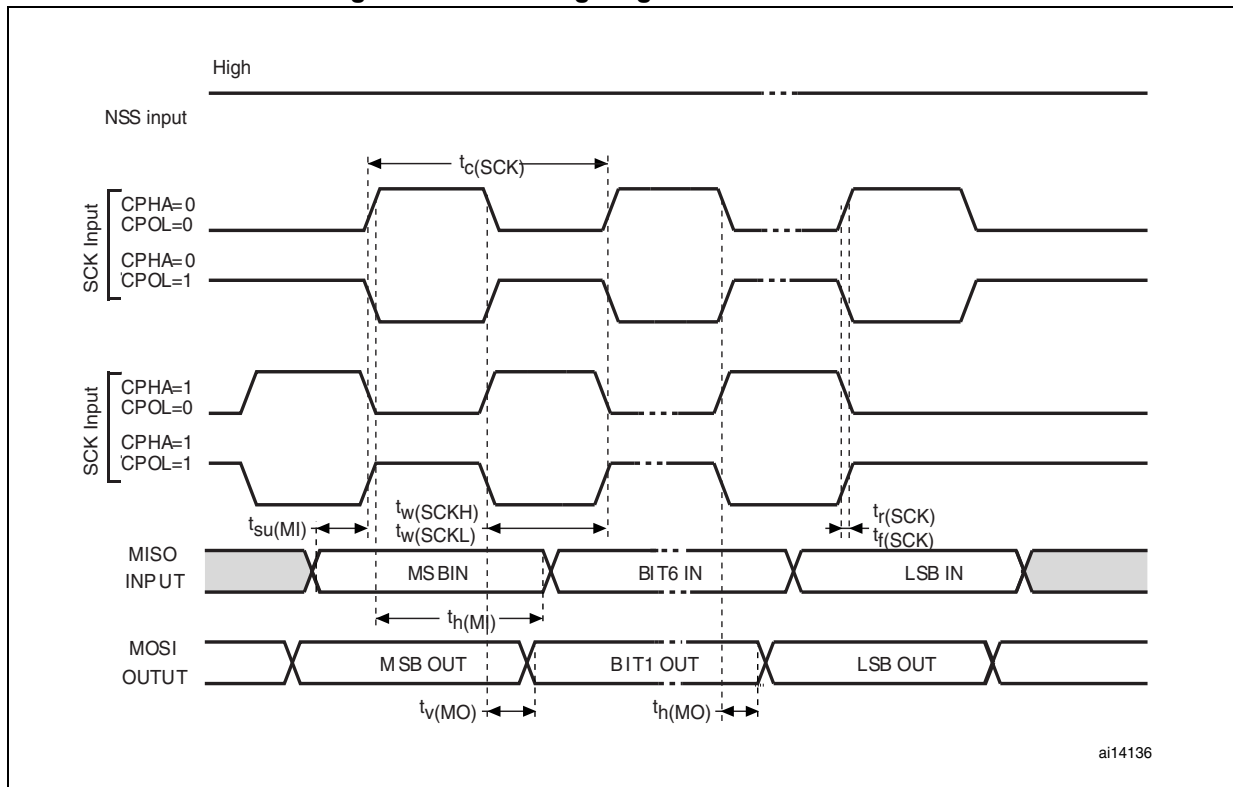 High
NSS input
tc(SCK)
SCK Input
CPHA=0
CPOL=0
CPHA=0
CPOL=1
SCK Input
CPHA=1
CPOL=0
CPHA=1
CPOL=1
tsu(MI)
tw(SCKH)
tw(SCKL)
tr(SCK)
tf(SCK)
MISO
INPUT
MSBIN
BIT6 IN
LSB IN
th(MI)
MOSI
OUTUT
MSB OUT
BIT1 OUT
LSB OUT
tv(MO)
th(MO)
ai14136